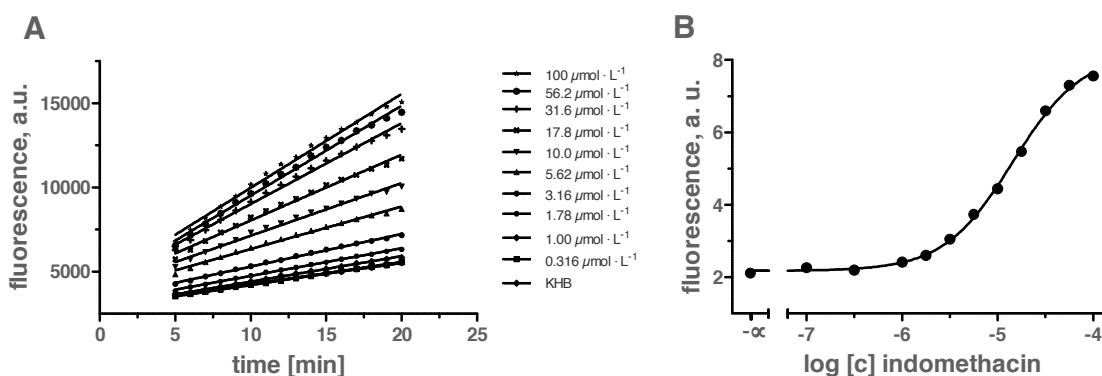 A
fluorescence, a.u.
15000
10000
5000
0 5 10 15 20 25
time [min]
100 µmol · L⁻¹
56.2 µmol · L⁻¹
31.6 µmol · L⁻¹
17.8 µmol · L⁻¹
10.0 µmol · L⁻¹
5.62 µmol · L⁻¹
3.16 µmol · L⁻¹
1.78 µmol · L⁻¹
1.00 µmol · L⁻¹
0.316 µmol · L⁻¹
KHB
B
fluorescence, a. u.
8
6
4
2
-∝ -7 -6 -5 -4
log [c] indomethacin